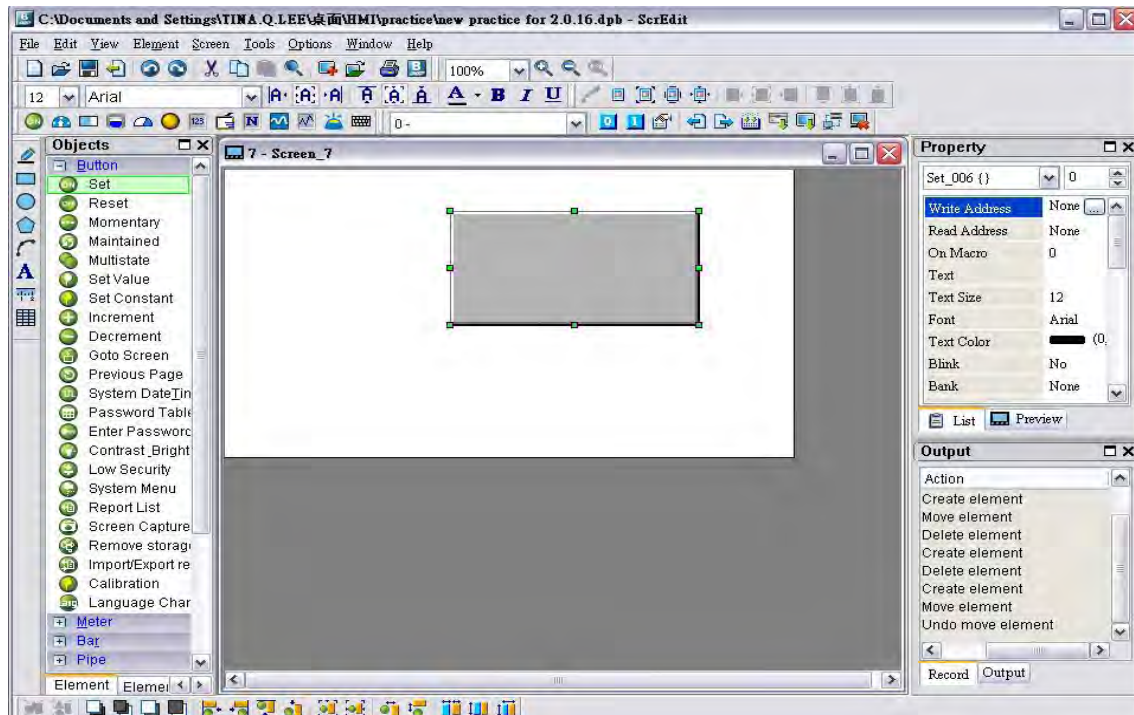 C:\Documents and Settings\TINA.Q.LEE\桌面\HMI\practice\new practice for 2.0.16.dpb - ScrEdit
File Edit View Element Screen Tools Options Window Help
100%
12 Arial
A B I U
0 -
Objects
Button
Set
Reset
Momentary
Maintained
Multistate
Set Value
Set Constant
Increment
Decrement
Goto Screen
Previous Page
System DateTin
Password Table
Enter Passworc
Contrast_Bright
Low Security
System Menu
Report List
Screen Capture
Remove storag
Import/Export re
Calibration
Language Char
Meter
Bar
Pipe
Element Elemer
7 - Screen_7
Property
Set_006 {} 0
Write Address None ...
Read Address None
On Macro 0
Text
Text Size 12
Font Arial
Text Color (0,
Blink No
Bank None
List Preview
Output
Action
Create element
Move element
Delete element
Create element
Delete element
Create element
Move element
Undo move element
Record Output